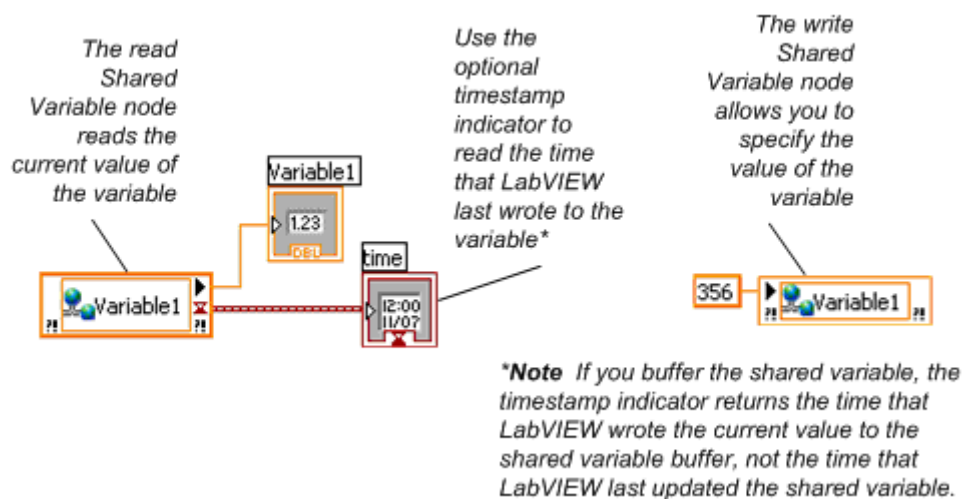 The read
Shared
Variable node
reads the
current value of
the variable
Use the
optional
timestamp
indicator to
read the time
that LabVIEW
last wrote to the
variable*
The write
Shared
Variable node
allows you to
specify the
value of the
variable
Variable1
1.23
DBL
time
Variable1
?!
?!
12:00
11/07
356
Variable1
?!
?!
*Note If you buffer the shared variable, the
timestamp indicator returns the time that
LabVIEW wrote the current value to the
shared variable buffer, not the time that
LabVIEW last updated the shared variable.